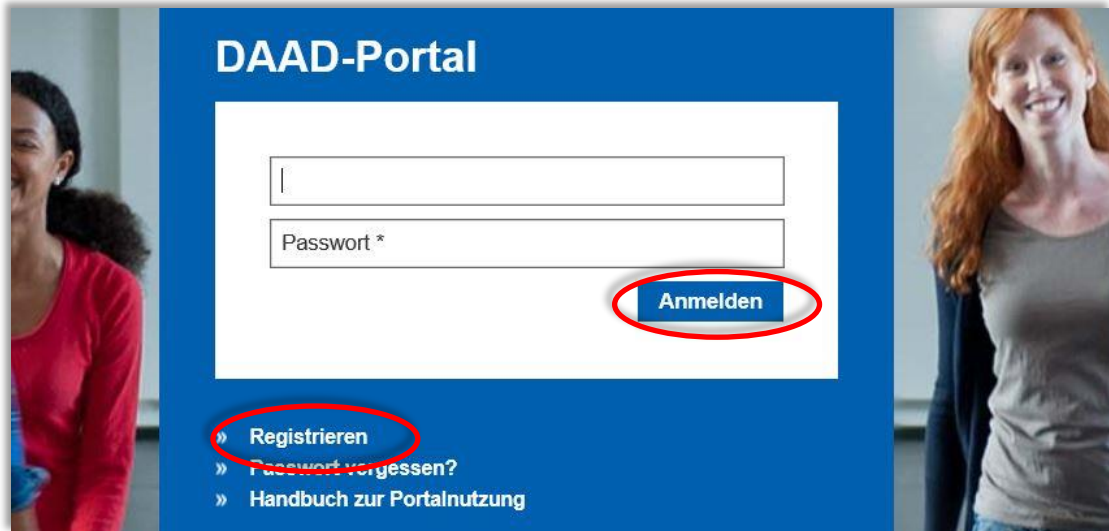 DAAD-Portal
Passwort *
Anmelden
» Registrieren
» Passwort vergessen?
» Handbuch zur Portalnutzung